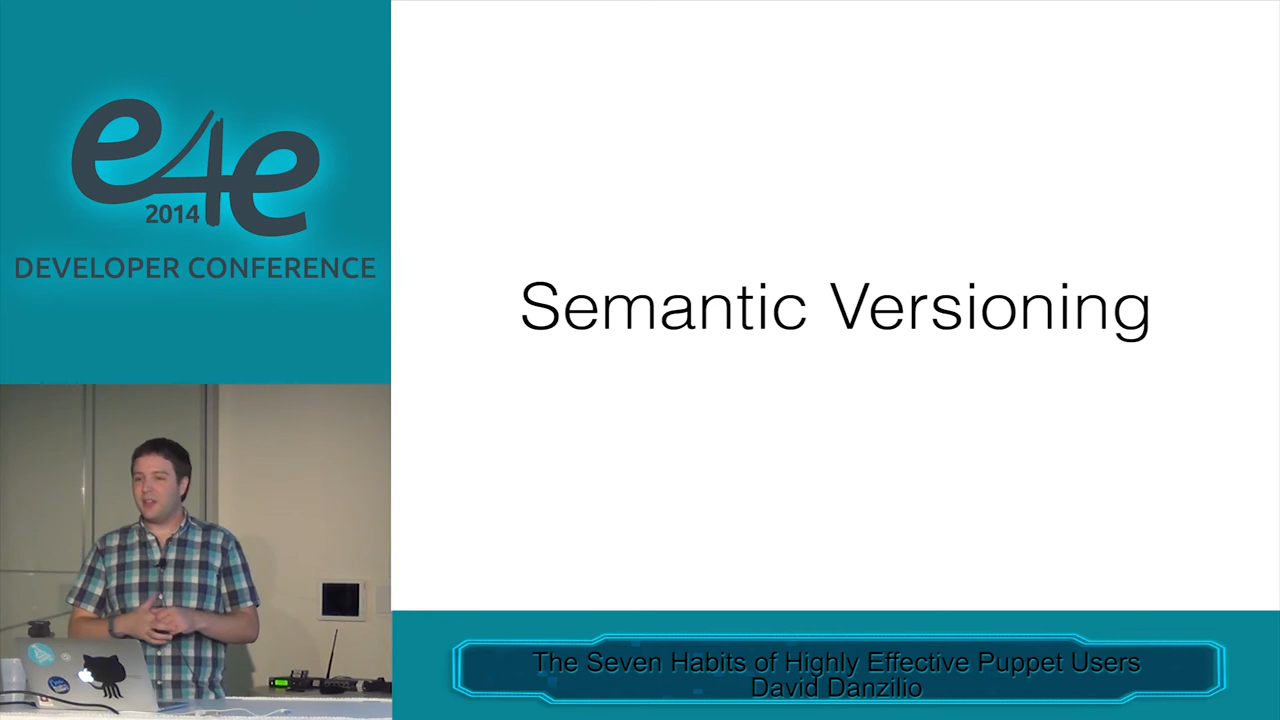 e4e
2014
DEVELOPER CONFERENCE
Semantic Versioning
The Seven Habits of Highly Effective Puppet Users
David Danzilio